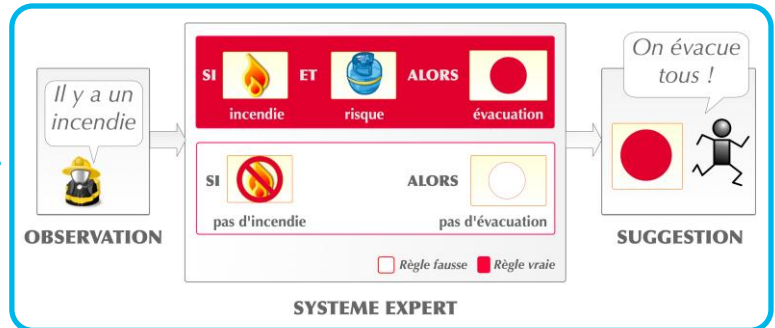 Il y a un
incendie
OBSERVATION
SI ET ALORS
incendie risque évacuation
SI ALORS
pas d'incendie pas d'évacuation
Règle fausse Règle vraie
SYSTEME EXPERT
On évacue
tous !
SUGGESTION